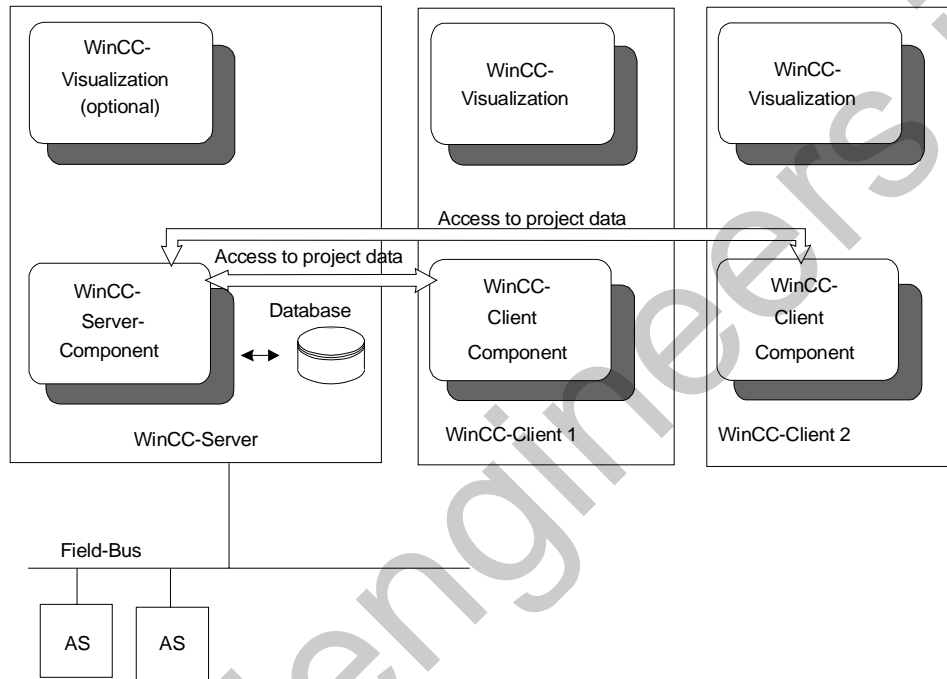 WinCC-
Visualization
(optional)
WinCC-
Visualization
WinCC-
Visualization
Access to project data
Access to project data
WinCC-
Server-
Component
Database
WinCC-
Client
Component
WinCC-
Client
Component
WinCC-Server
WinCC-Client 1
WinCC-Client 2
Field-Bus
AS
AS
engineers